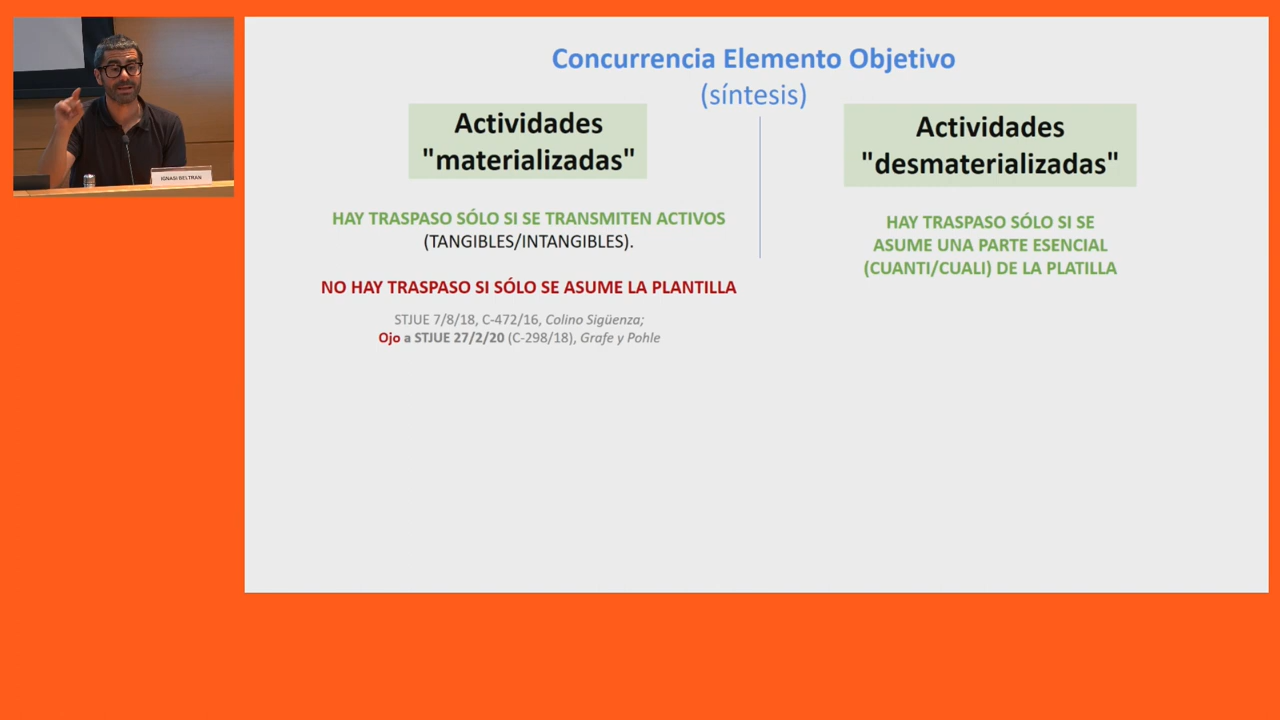 Concurrencia Elemento Objetivo
(síntesis)
Actividades
"materializadas"
HAY TRASPASO SÓLO SI SE TRANSMITEN ACTIVOS
(TANGIBLES/INTANGIBLES).
NO HAY TRASPASO SI SÓLO SE ASUME LA PLANTILLA
STJUE 7/8/18, C-472/16, Colino Sigüenza;
Ojo a STJUE 27/2/20 (C-298/18), Grafe y Pohle
Actividades
"desmaterializadas"
HAY TRASPASO SÓLO SI SE
ASUME UNA PARTE ESENCIAL
(CUANTI/CUALI) DE LA PLATILLA
IGNASI BELTRAN